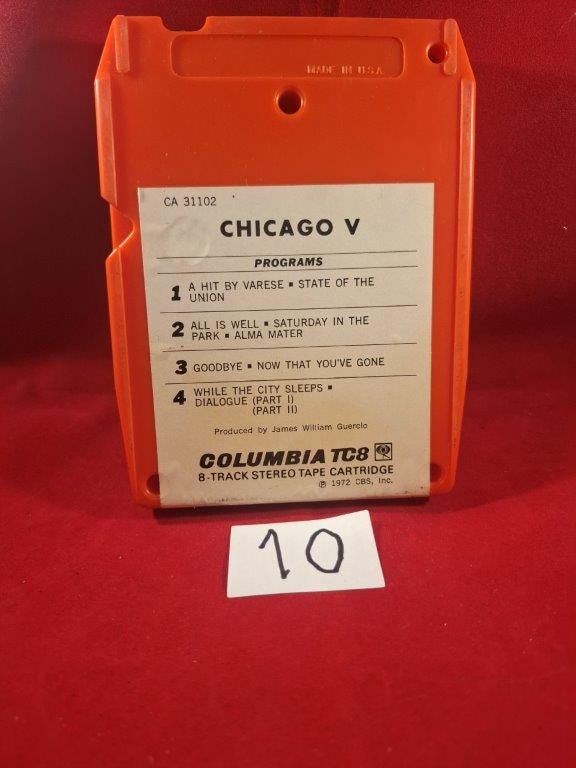 MADE IN U.S.A.
CA 31102
CHICAGO V
PROGRAMS
1 A HIT BY VARESE ▪ STATE OF THE
UNION
2 ALL IS WELL ▪ SATURDAY IN THE
PARK ▪ ALMA MATER
3 GOODBYE ▪ NOW THAT YOU'VE GONE
4 WHILE THE CITY SLEEPS ▪
DIALOGUE (PART I)
(PART II)
Produced by James William Guercio
COLUMBIA TC8
8-TRACK STEREO TAPE CARTRIDGE
℗ 1972 CBS, Inc.
10